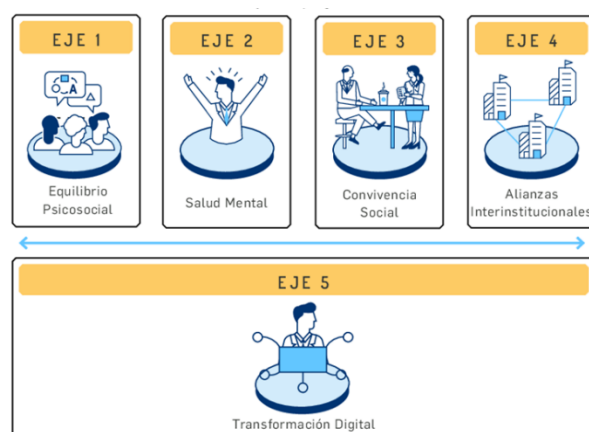 EJE 1
Equilibrio
Psicosocial
EJE 2
Salud Mental
EJE 3
Convivencia
Social
EJE 4
Alianzas
Interinstitucionales
EJE 5
Transformación Digital